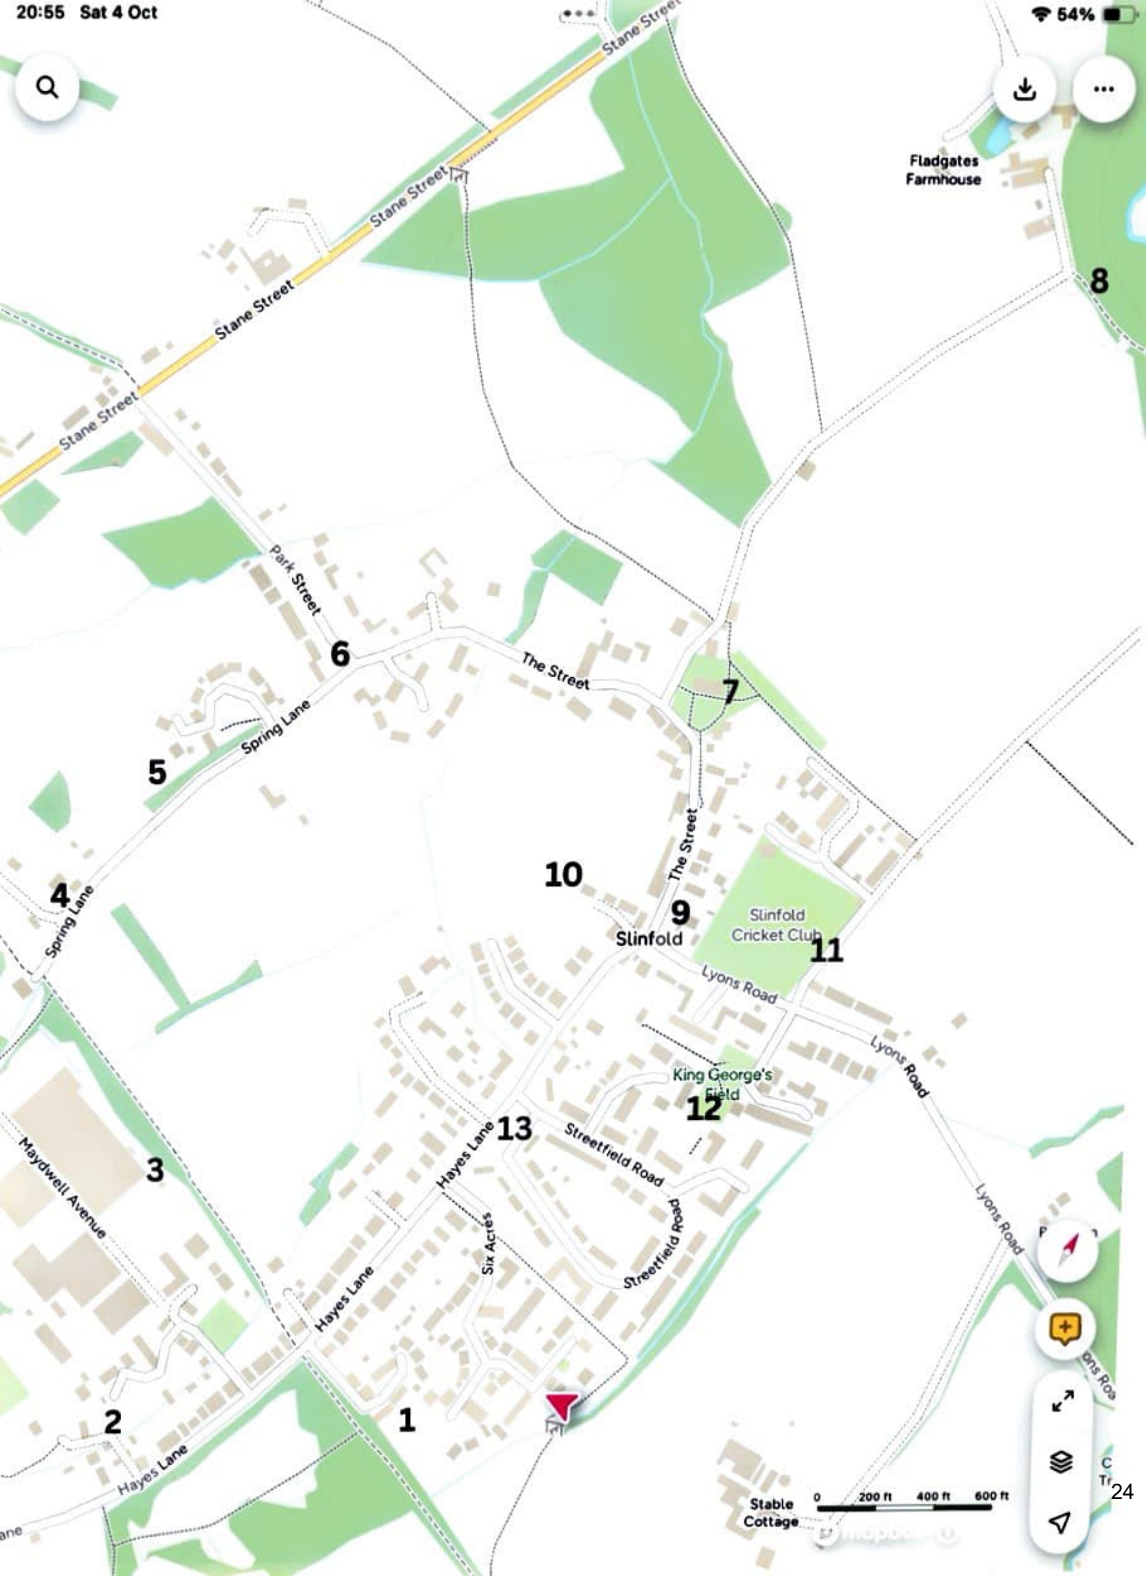 20:55 Sat 4 Oct
54%
Stane Street
Fladgates
Farmhouse
Stane Street
8
Stane Street
Stane Street
Park Street
6
The Street
7
Spring Lane
5
The Street
10
4
Spring Lane
9
Slinfold
Slinfold
Cricket Club
11
Lyons Road
Lyons Road
King George's
Field
12
13
Streetfield Road
Hayes Lane
3
Maydwell Avenue
Lyons Road
Six Acres
Streetfield Road
Hayes Lane
2
1
Hayes Lane
24
0 200 ft 400 ft 600 ft
Stable
Cottage
mapbox